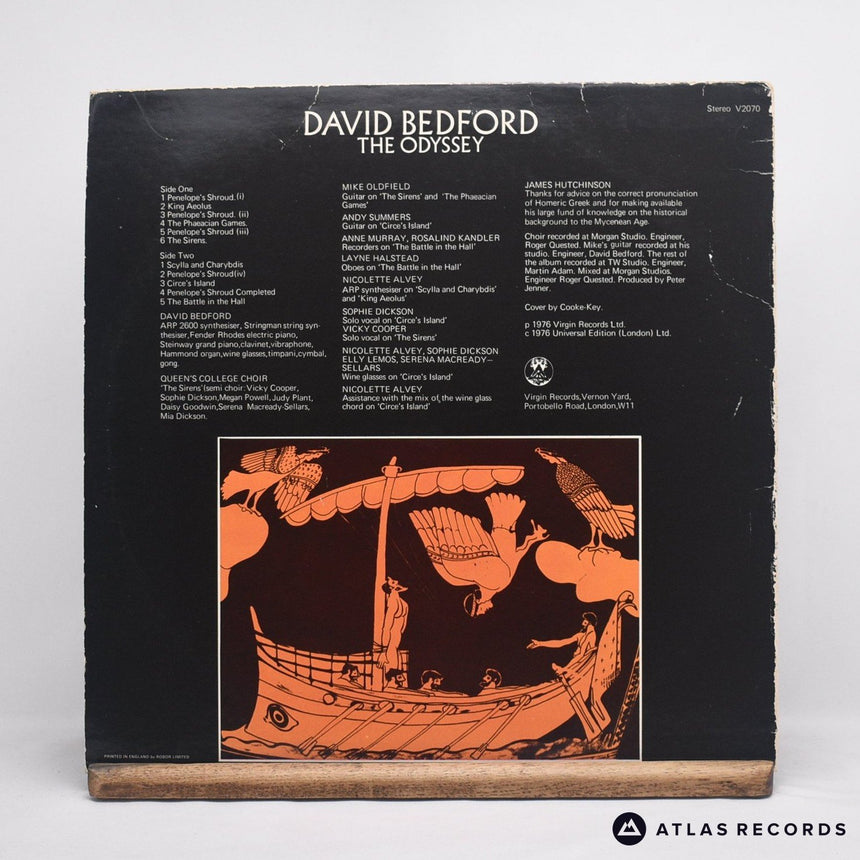 DAVID BEDFORD
THE ODYSSEY
Stereo V2070
Side One
1 Penelope's Shroud.(i)
2 King Aeolus
3 Penelope's Shroud. (ii)
4 The Phaeacian Games.
5 Penelope's Shroud (iii)
6 The Sirens.
Side Two
1 Scylla and Charybdis
2 Penelope's Shroud(iv)
3 Circe's Island
4 Penelope's Shroud Completed
5 The Battle in the Hall
DAVID BEDFORD
ARP 2600 synthesiser, Stringman string syn-
thesiser,Fender Rhodes electric piano,
Steinway grand piano,clavinet,vibraphone,
Hammond organ,wine glasses,timpani,cymbal,
gong.
QUEEN'S COLLEGE CHOIR
'The Sirens'(semi choir:Vicky Cooper,
Sophie Dickson,Megan Powell,Judy Plant,
Daisy Goodwin,Serena Macready-Sellars,
Mia Dickson.
MIKE OLDFIELD
Guitar on 'The Sirens' and 'The Phaeacian
Games'
ANDY SUMMERS
Guitar on 'Circe's Island'
ANNE MURRAY, ROSALIND KANDLER
Recorders on 'The Battle in the Hall'
LAYNE HALSTEAD
Oboes on 'The Battle in the Hall'
NICOLETTE ALVEY
ARP synthesiser on 'Scylla and Charybdis'
and 'King Aeolus'
SOPHIE DICKSON
Solo vocal on 'Circe's Island'
VICKY COOPER
Solo vocal on 'The Sirens'
NICOLETTE ALVEY, SOPHIE DICKSON
ELLY LEMOS, SERENA MACREADY—
SELLARS
Wine glasses on 'Circe's Island'
NICOLETTE ALVEY
Assistance with the mix of the wine glass
chord on 'Circe's Island'
JAMES HUTCHINSON
Thanks for advice on the correct pronunciation
of Homeric Greek and for making available
his large fund of knowledge on the historical
background to the Mycenean Age.
Choir recorded at Morgan Studio. Engineer,
Roger Quested. Mike's guitar recorded at his
studio. Engineer, David Bedford. The rest of
the album recorded at TW Studio. Engineer,
Martin Adam. Mixed at Morgan Studios.
Engineer Roger Quested. Produced by Peter
Jenner.
Cover by Cooke-Key.
p 1976 Virgin Records Ltd.
c 1976 Universal Edition (London) Ltd.
Virgin Records,Vernon Yard,
Portobello Road,London,W11
PRINTED IN ENGLAND by ROBOR LIMITED
ATLAS RECORDS